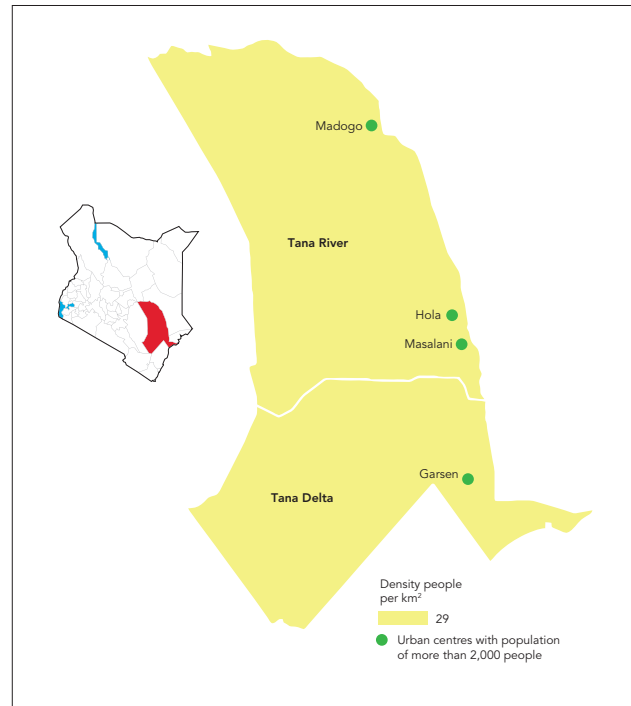 Madogo
Tana River
Hola
Masalani
Garsen
Tana Delta
Density people
per km²
29
Urban centres with population
of more than 2,000 people